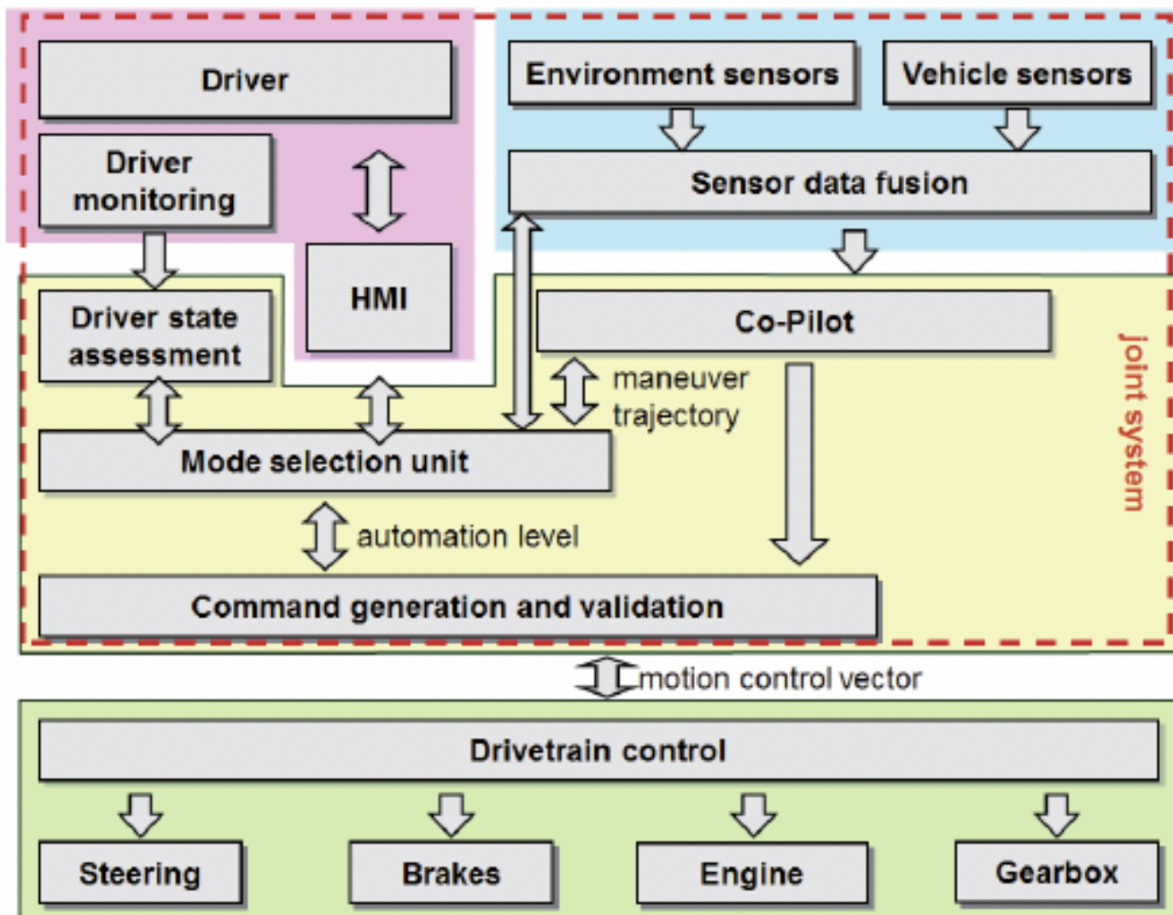 Driver
Environment sensors
Vehicle sensors
Driver
monitoring
Sensor data fusion
HMI
Driver state
assessment
Co-Pilot
maneuver
trajectory
joint system
Mode selection unit
automation level
Command generation and validation
motion control vector
Drivetrain control
Steering
Brakes
Engine
Gearbox